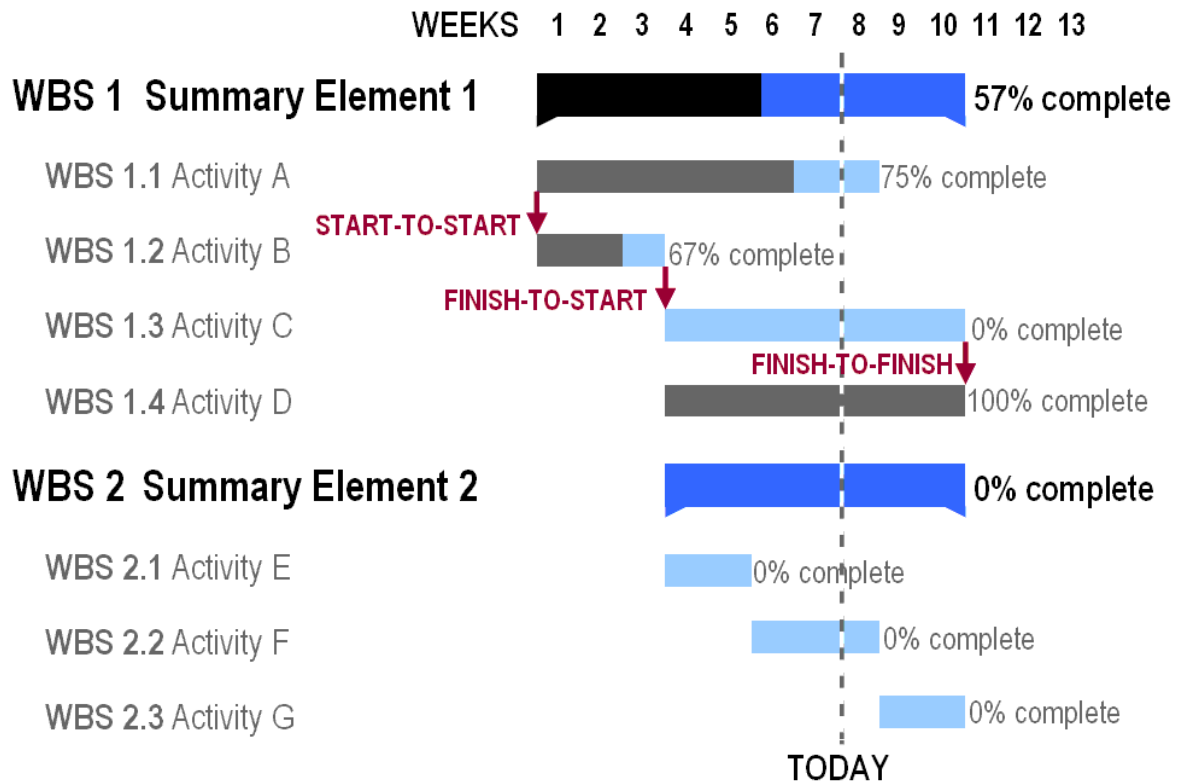 WEEKS 1 2 3 4 5 6 7 8 9 10 11 12 13
WBS 1 Summary Element 1 57% complete
WBS 1.1 Activity A 75% complete
START-TO-START
WBS 1.2 Activity B 67% complete
FINISH-TO-START
WBS 1.3 Activity C 0% complete
FINISH-TO-FINISH
WBS 1.4 Activity D 100% complete
WBS 2 Summary Element 2 0% complete
WBS 2.1 Activity E 0% complete
WBS 2.2 Activity F 0% complete
WBS 2.3 Activity G 0% complete
TODAY